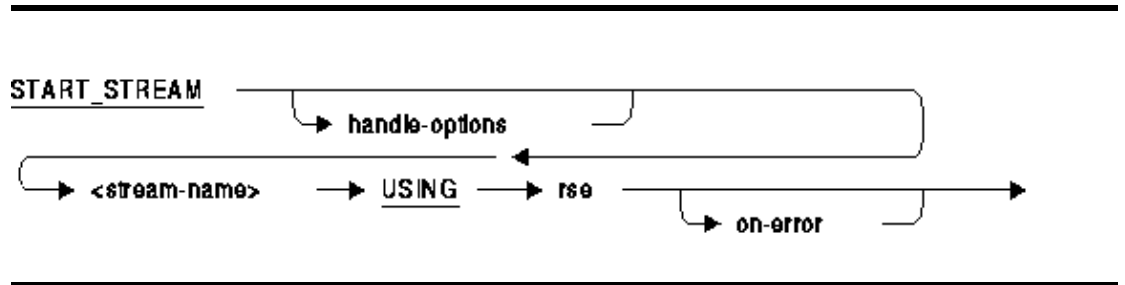 START_STREAM
handle-options
<stream-name> USING rse
on-error